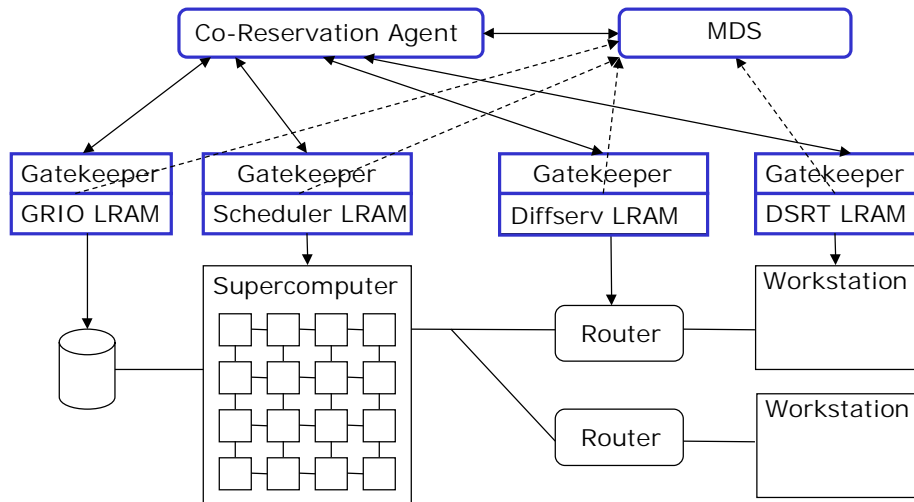 Co-Reservation Agent
MDS
Gatekeeper
GRIO LRAM
Gatekeeper
Scheduler LRAM
Gatekeeper
Diffserv LRAM
Gatekeeper
DSRT LRAM
Supercomputer
Router
Workstation
Router
Workstation